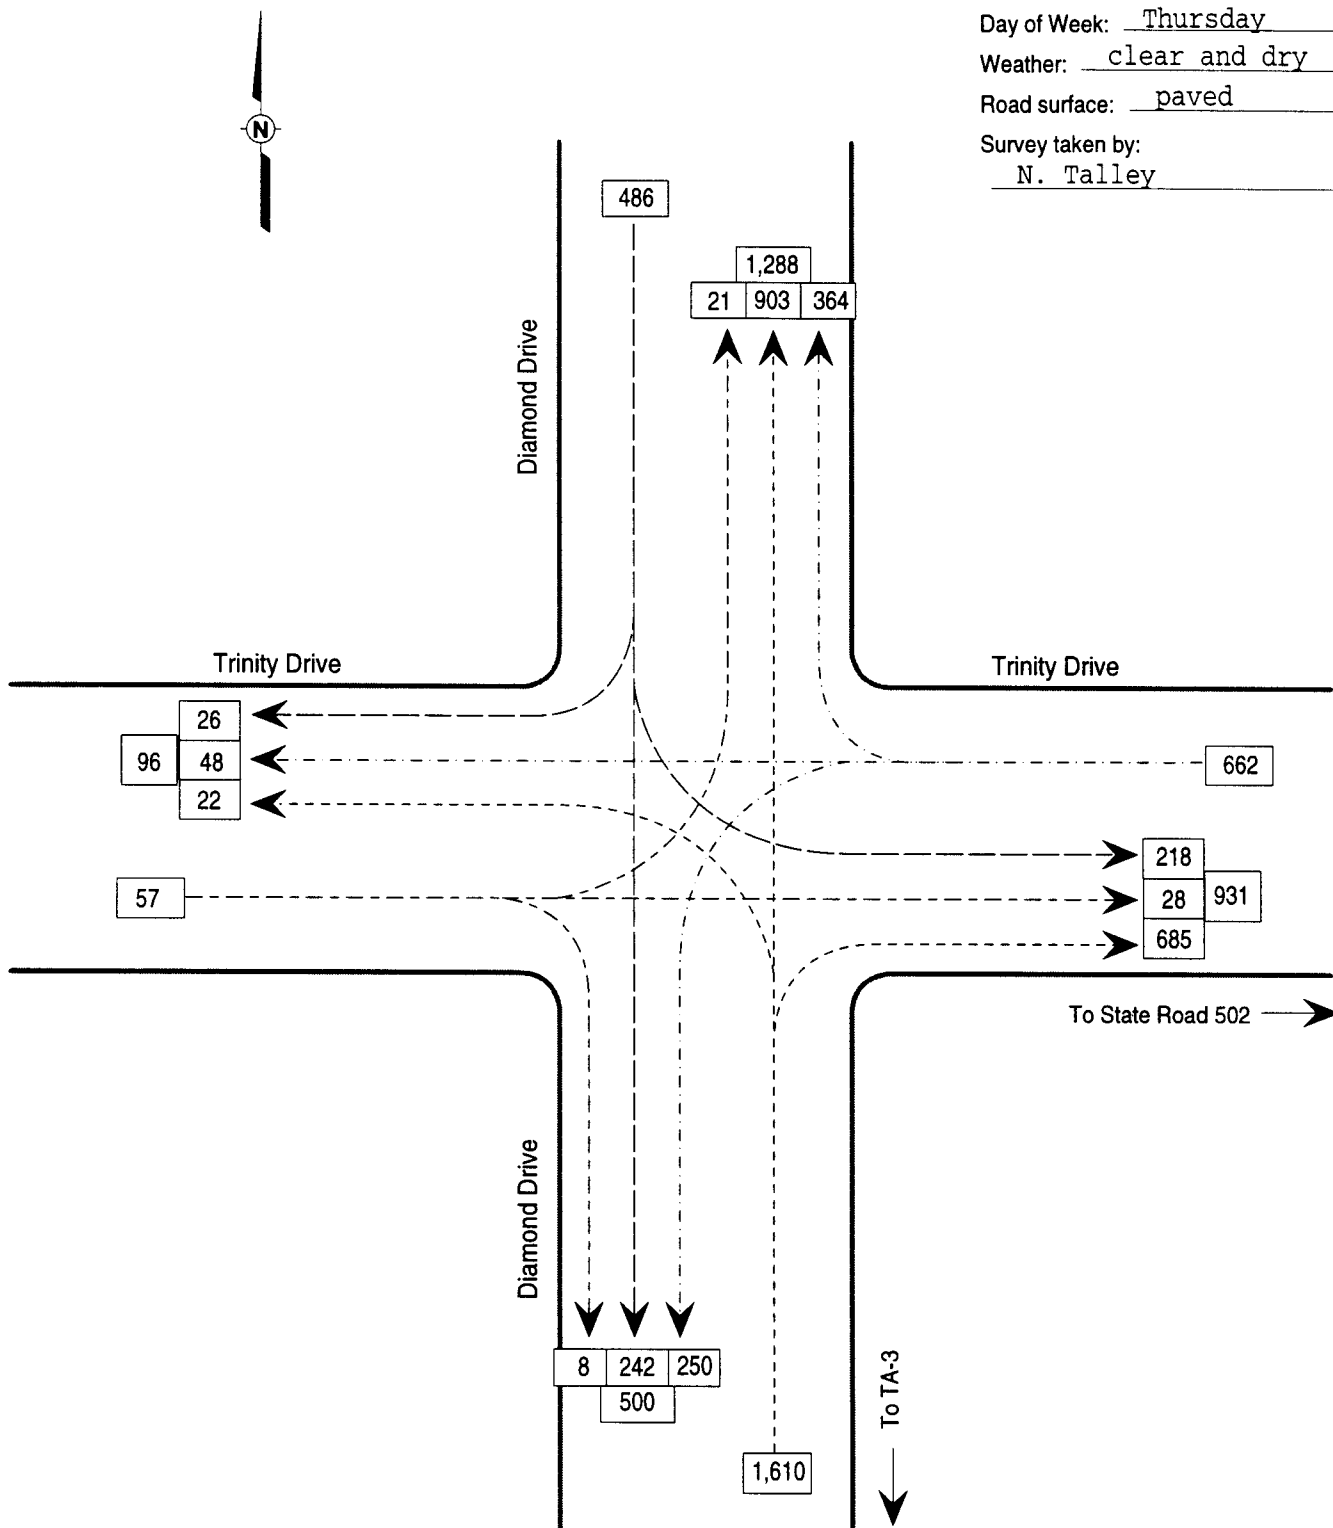 Day of Week: Thursday
Weather: clear and dry
Road surface: paved
Survey taken by:
N. Talley
N
486
1,288
21 903 364
Diamond Drive
Trinity Drive
Trinity Drive
26
96 48
22
662
57
218
28 931
685
To State Road 502
Diamond Drive
8 242 250
500
To TA-3
1,610